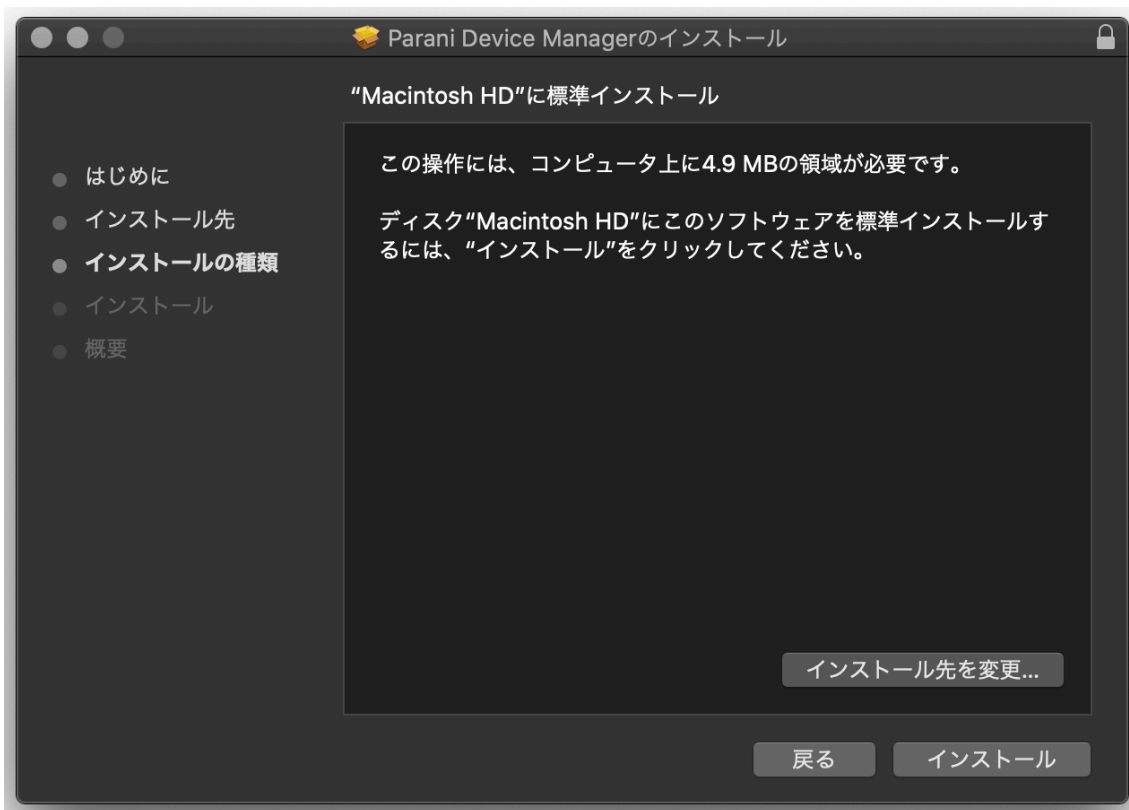 Parani Device Managerのインストール
“Macintosh HD”に標準インストール
はじめに
インストール先
インストールの種類
インストール
概要
この操作には、コンピュータ上に4.9 MBの領域が必要です。
ディスク“Macintosh HD”にこのソフトウェアを標準インストールす
るには、“インストール”をクリックしてください。
インストール先を変更...
戻る
インストール